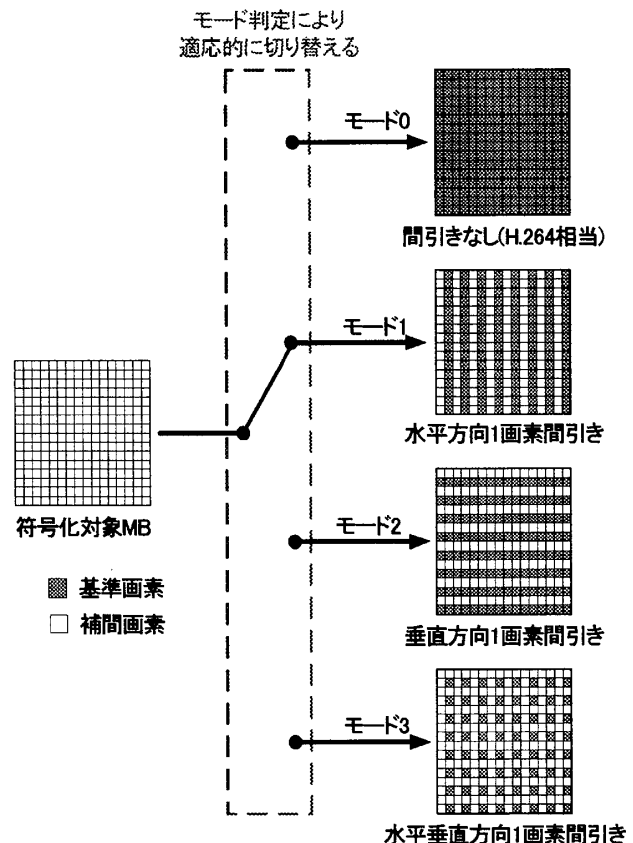 モード判定により
適応的に切り替える
モード0
間引きなし(H.264相当)
モード1
水平方向1画素間引き
符号化対象MB
モード2
垂直方向1画素間引き
基準画素
補間画素
モード3
水平垂直方向1画素間引き